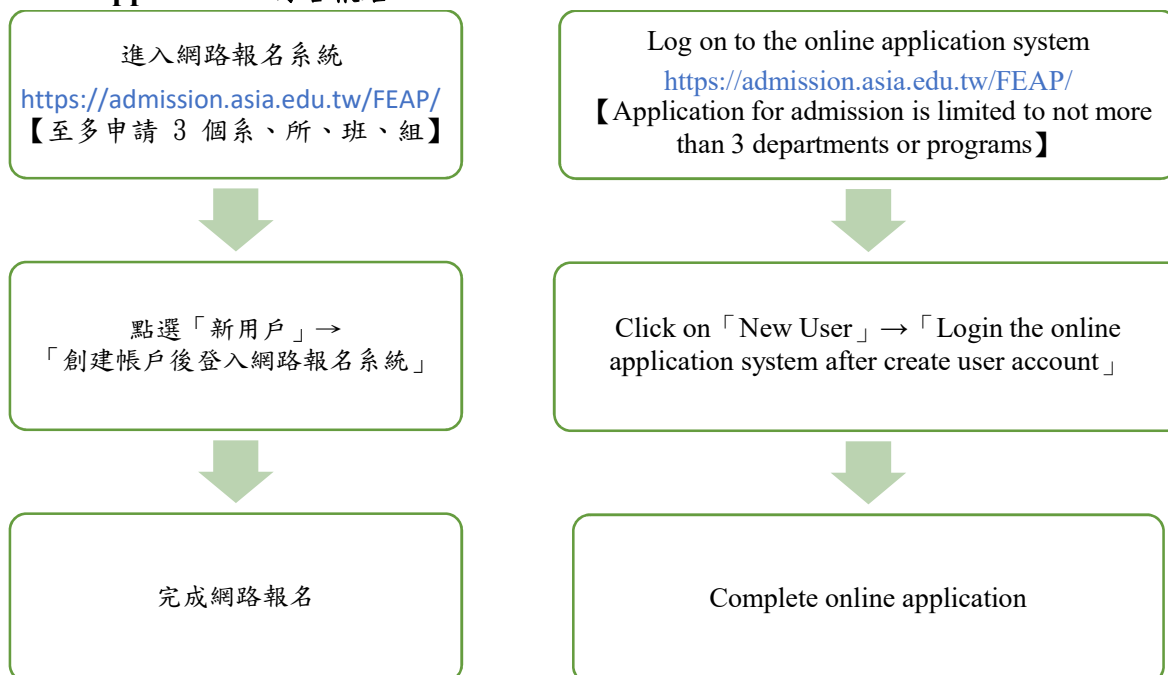 進入網路報名系統
https://admission.asia.edu.tw/FEAP/
【至多申請 3 個系、所、班、組】
點選「新用戶」→
「創建帳戶後登入網路報名系統」
完成網路報名
Log on to the online application system
https://admission.asia.edu.tw/FEAP/
【Application for admission is limited to not more
than 3 departments or programs】
Click on「New User」→「Login the online
application system after create user account」
Complete online application